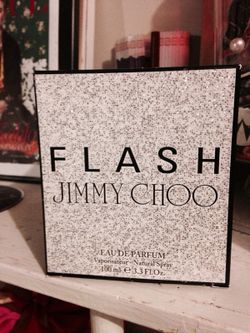 FLASH
JIMMY CHOO
EAU DE PARFUM
Vaporisateur - Natural Spray
100 ml e 3.3 Fl.Oz.